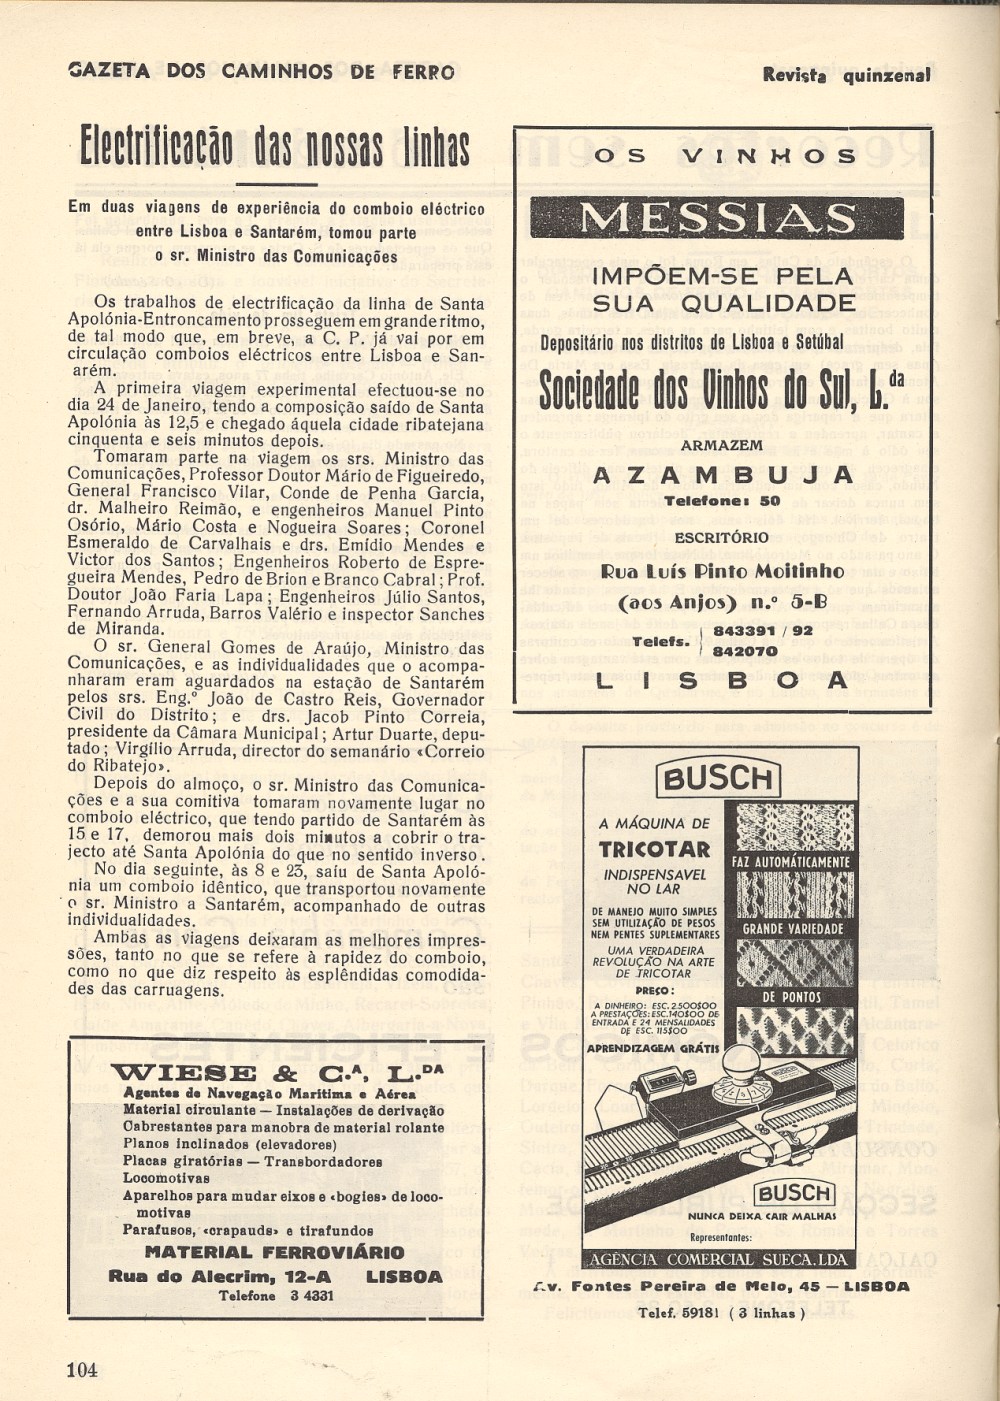 GAZETA DOS CAMINHOS DE FERRO
Revista quinzenal
Electrificação das nossas linhas
Em duas viagens de experiência do comboio eléctrico
entre Lisboa e Santarém, tomou parte
o sr. Ministro das Comunicações
Os trabalhos de electrificação da linha de Santa
Apolónia-Entroncamento prosseguem em grande ritmo,
de tal modo que, em breve, a C. P. já vai por em
circulação comboios eléctricos entre Lisboa e San-
arém.
A primeira viagem experimental efectuou-se no
dia 24 de Janeiro, tendo a composição saído de Santa
Apolónia às 12,5 e chegado áquela cidade ribatejana
cinquenta e seis minutos depois.
Tomaram parte na viagem os srs. Ministro das
Comunicações, Professor Doutor Mário de Figueiredo,
General Francisco Vilar, Conde de Penha Garcia,
dr. Malheiro Reimão, e engenheiros Manuel Pinto
Osório, Mário Costa e Nogueira Soares; Coronel
Esmeraldo de Carvalhais e drs. Emídio Mendes e
Victor dos Santos; Engenheiros Roberto de Espre-
gueira Mendes, Pedro de Brion e Branco Cabral; Prof.
Doutor João Faria Lapa; Engenheiros Júlio Santos,
Fernando Arruda, Barros Valério e inspector Sanches
de Miranda.
O sr. General Gomes de Araújo, Ministro das
Comunicações, e as individualidades que o acompa-
nharam eram aguardados na estação de Santarém
pelos srs. Eng.º João de Castro Reis, Governador
Civil do Distrito; e drs. Jacob Pinto Correia,
presidente da Câmara Municipal; Artur Duarte, depu-
tado; Virgílio Arruda, director do semanário «Correio
do Ribatejo».
Depois do almoço, o sr. Ministro das Comunica-
ções e a sua comitiva tomaram novamente lugar no
comboio eléctrico, que tendo partido de Santarém às
15 e 17, demorou mais dois minutos a cobrir o tra-
jecto até Santa Apolónia do que no sentido inverso.
No dia seguinte, às 8 e 25, saíu de Santa Apoló-
nia um comboio idêntico, que transportou novamente
o sr. Ministro a Santarém, acompanhado de outras
individualidades.
Ambas as viagens deixaram as melhores impres-
sões, tanto no que se refere à rapidez do comboio,
como no que diz respeito às esplêndidas comodida-
des das carruagens.
WIESE & C.ª, L.DA
Agentes de Navegação Marítima e Aérea
Material circulante — Instalações de derivação
Cabrestantes para manobra de material rolante
Planos inclinados (elevadores)
Placas giratórias — Transbordadores
Locomotivas
Aparelhos para mudar eixos e «bogies» de loco-
motivas
Parafusos, «crapauds» e tirafundos
MATERIAL FERROVIÁRIO
Rua do Alecrim, 12-A LISBOA
Telefone 3 4331
OS VINHOS
MESSIAS
IMPÕEM-SE PELA
SUA QUALIDADE
Depositário nos distritos de Lisboa e Setúbal
Sociedade dos Vinhos do Sul, L.da
ARMAZEM
AZAMBUJA
Telefone: 50
ESCRITÓRIO
Rua Luís Pinto Moitinho
(aos Anjos) n.º 5-B
Telefs. 843391 / 92
842070
LISBOA
BUSCH
A MÁQUINA DE
TRICOTAR
INDISPENSAVEL
NO LAR
DE MANEJO MUITO SIMPLES
SEM UTILIZAÇÃO DE PESOS
NEM PENTES SUPLEMENTARES
UMA VERDADEIRA
REVOLUÇÃO NA ARTE
DE TRICOTAR
PREÇO:
A DINHEIRO: ESC. 2.500$00
A PRESTAÇÕES: ESC. 140$00 DE
ENTRADA E 24 MENSALIDADES
DE ESC. 115$00
APRENDIZAGEM GRÁTIS
FAZ AUTOMÁTICAMENTE
GRANDE VARIEDADE
DE PONTOS
BUSCH
NUNCA DEIXA CAIR MALHAS
Representantes:
AGÊNCIA COMERCIAL SUECA, LDA
Av. Fontes Pereira de Melo, 45 — LISBOA
Telef. 59181 (3 linhas)
104